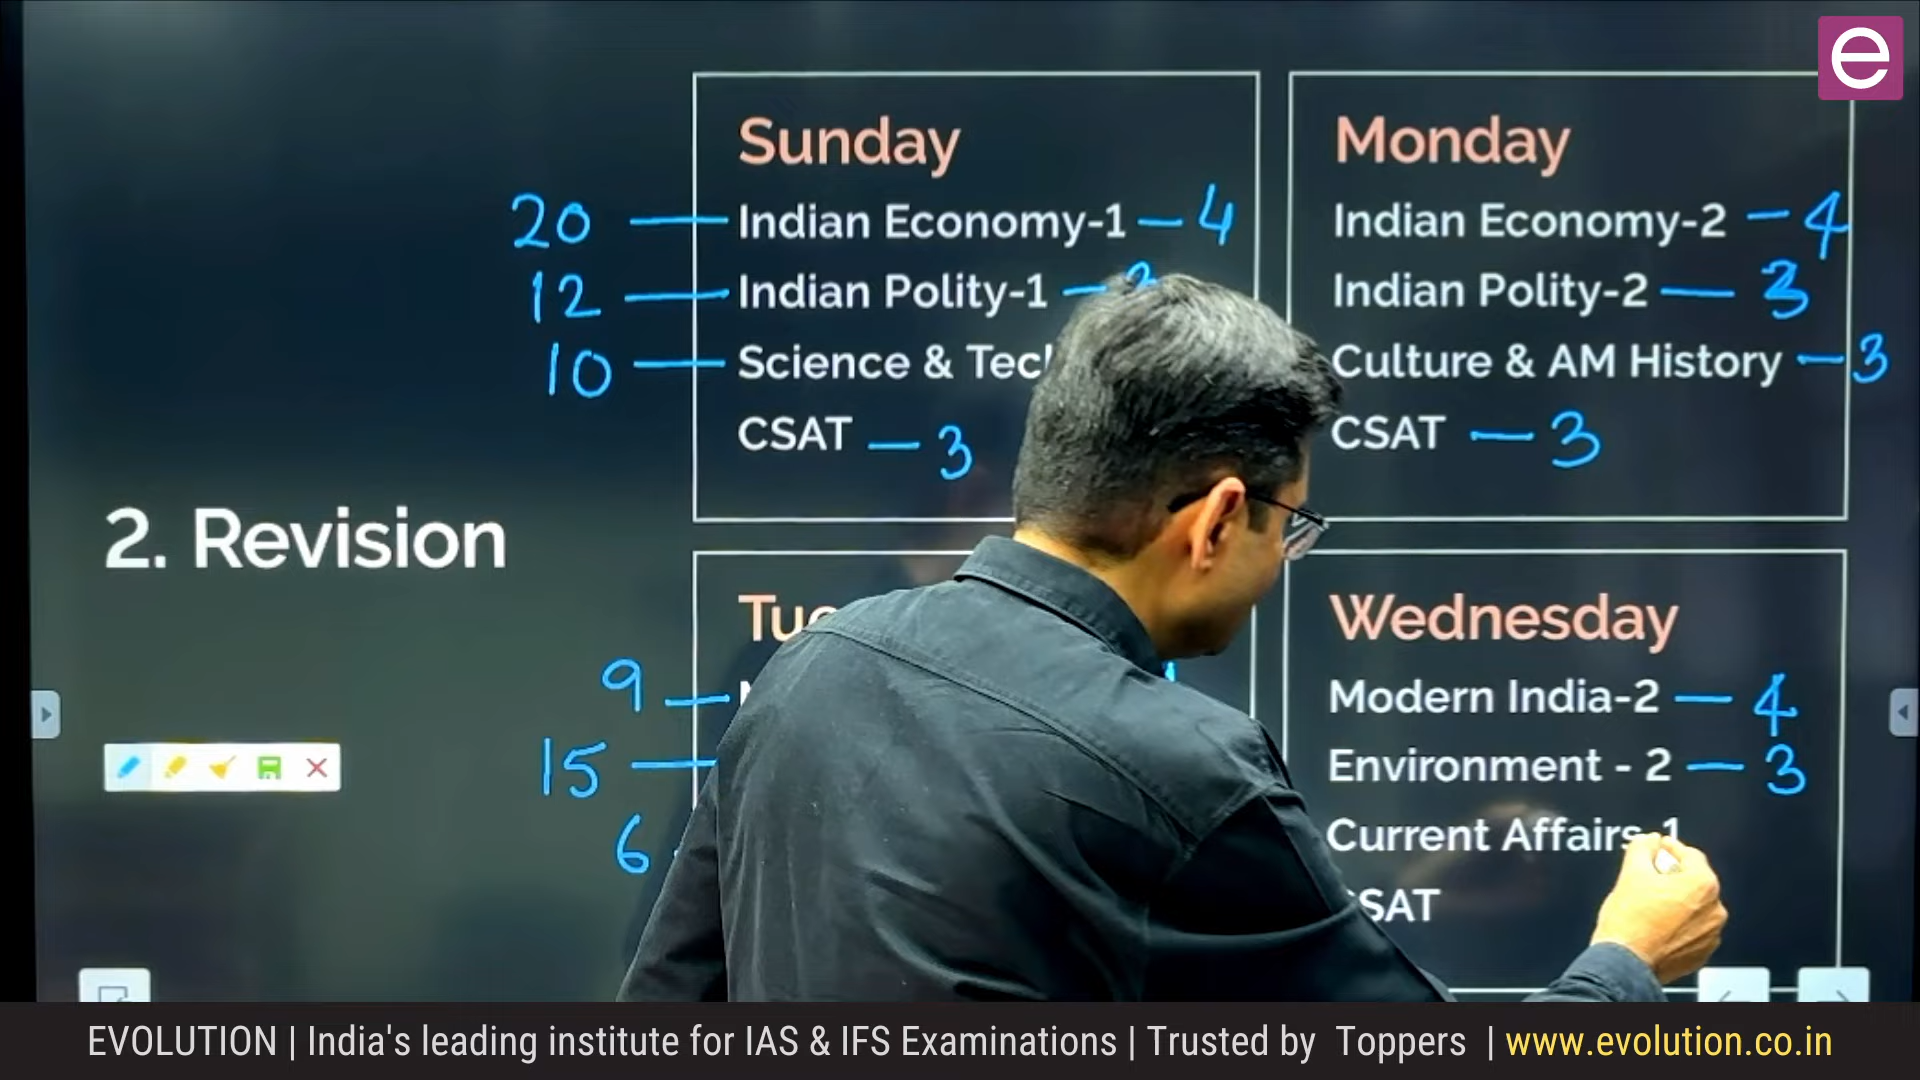 e
Sunday
20 — Indian Economy-1 — 4
12 — Indian Polity-1 —
10 — Science &
CSAT — 3
Monday
Indian Economy-2 — 4
Indian Polity-2 — 3
Culture & AM History — 3
CSAT — 3
2. Revision
9 —
15 —
6
Wednesday
Modern India-2 — 4
Environment - 2 — 3
Current Affairs-1
EVOLUTION | India's leading institute for IAS & IFS Examinations | Trusted by Toppers | www.evolution.co.in